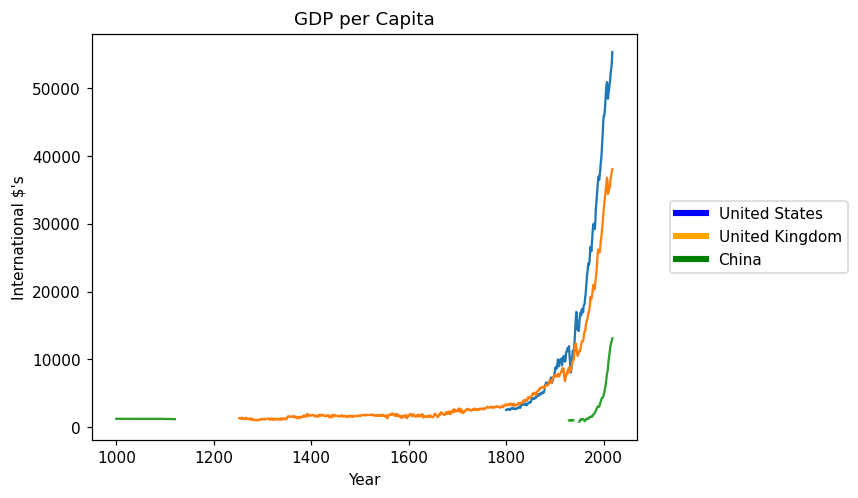 GDP per Capita
50000
40000
30000
20000
10000
0
International $'s
1000 1200 1400 1600 1800 2000
Year
United States
United Kingdom
China